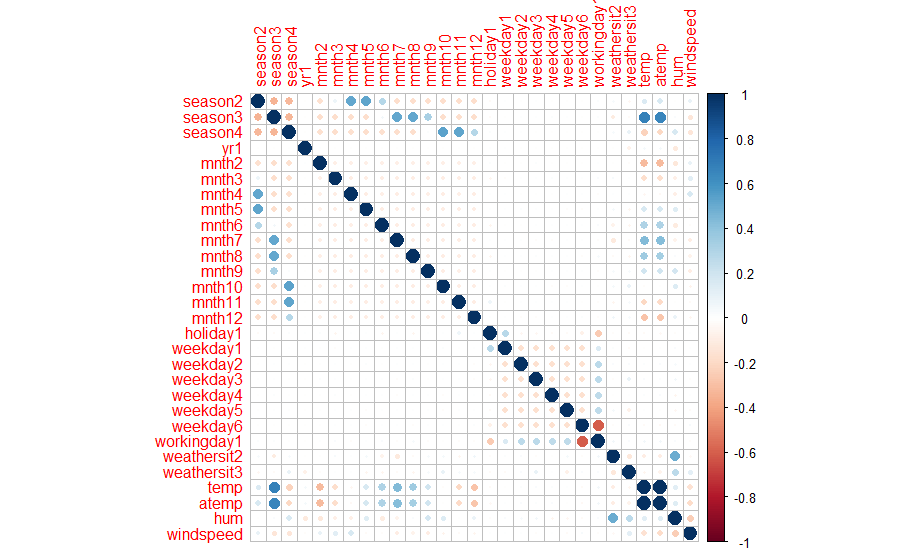 season2
season3
season4
yr1
mnth2
mnth3
mnth4
mnth5
mnth6
mnth7
mnth8
mnth9
mnth10
mnth11
mnth12
holiday1
weekday1
weekday2
weekday3
weekday4
weekday5
weekday6
workingday1
weathersit2
weathersit3
temp
atemp
hum
windspeed
season2
season3
season4
yr1
mnth2
mnth3
mnth4
mnth5
mnth6
mnth7
mnth8
mnth9
mnth10
mnth11
mnth12
holiday1
weekday1
weekday2
weekday3
weekday4
weekday5
weekday6
workingday1
weathersit2
weathersit3
temp
atemp
hum
windspeed
1
0.8
0.6
0.4
0.2
0
-0.2
-0.4
-0.6
-0.8
-1